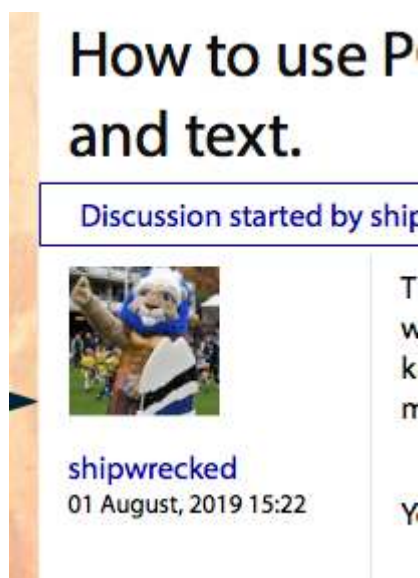 How to use P
and text.
Discussion started by ship
T
w
k
m
shipwrecked
01 August, 2019 15:22
Y